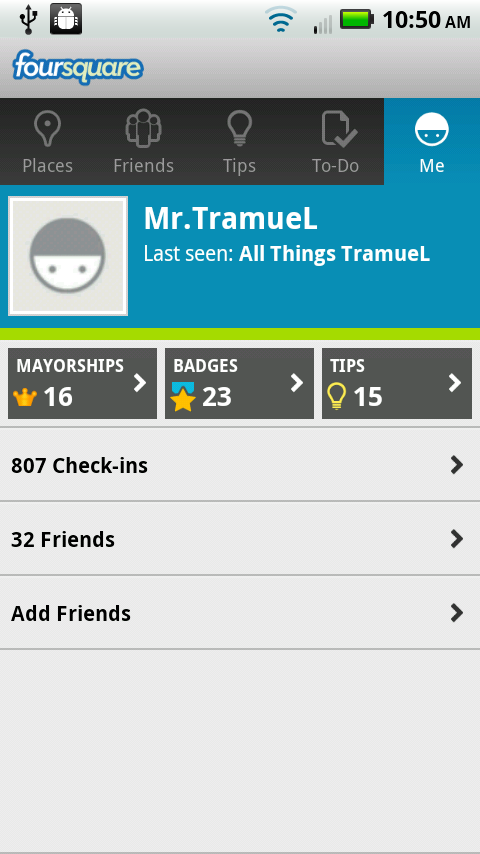 10:50 AM
foursquare
Places Friends Tips To-Do Me
Mr.TramueL
Last seen: All Things TramueL
MAYORSHIPS BADGES TIPS
16 23 15
807 Check-ins
32 Friends
Add Friends